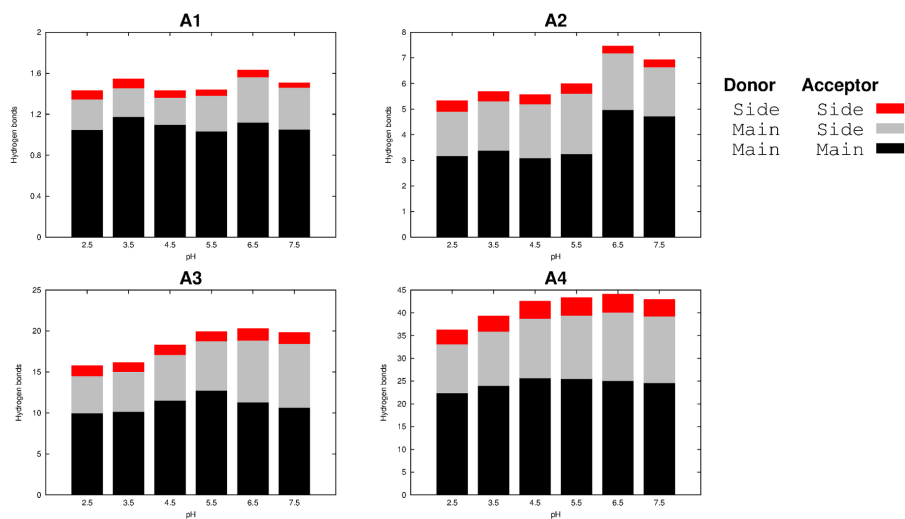 A1
2
1.6
1.2
0.8
0.4
0
Hydrogen bonds
2.5 3.5 4.5 5.5 6.5 7.5
pH
A2
8
7
6
5
4
3
2
1
0
Hydrogen bonds
2.5 3.5 4.5 5.5 6.5 7.5
pH
Donor Acceptor
Side Side
Main Side
Main Main
A3
25
20
15
10
5
0
Hydrogen bonds
2.5 3.5 4.5 5.5 6.5 7.5
pH
A4
45
40
35
30
25
20
15
10
5
0
Hydrogen bonds
2.5 3.5 4.5 5.5 6.5 7.5
pH